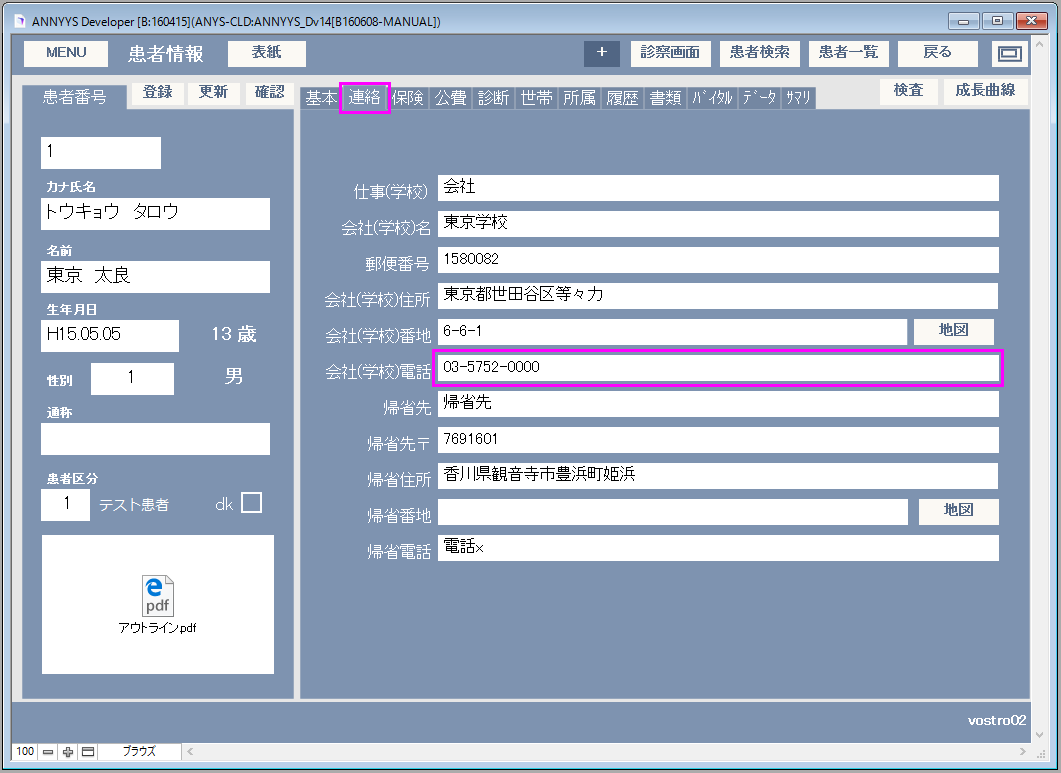 ANNYYS Developer [B:160415](ANYS-CLD:ANNYYS_Dv14[B160608-MANUAL])
MENU 患者情報 表紙 + 診察画面 患者検索 患者一覧 戻る
患者番号 登録 更新 確認 基本 連絡 保険 公費 診断 世帯 所属 履歴 書類 ﾊﾞｲﾀﾙ ﾃﾞｰﾀ ｻﾏﾘ 検査 成長曲線
1
カナ氏名
トウキョウ　タロウ
名前
東京　太良
生年月日
H15.05.05 13 歳
性別 1 男
通称
患者区分
1 テスト患者 dk
pdf
アウトライン.pdf
仕事(学校) 会社
会社(学校)名 東京学校
郵便番号 1580082
会社(学校)住所 東京都世田谷区等々力
会社(学校)番地 6-6-1 地図
会社(学校)電話 03-5752-0000
帰省先 帰省先
帰省先〒 7691601
帰省住所 香川県観音寺市豊浜町姫浜
帰省番地 地図
帰省電話 電話x
vostro02
100 ブラウズ